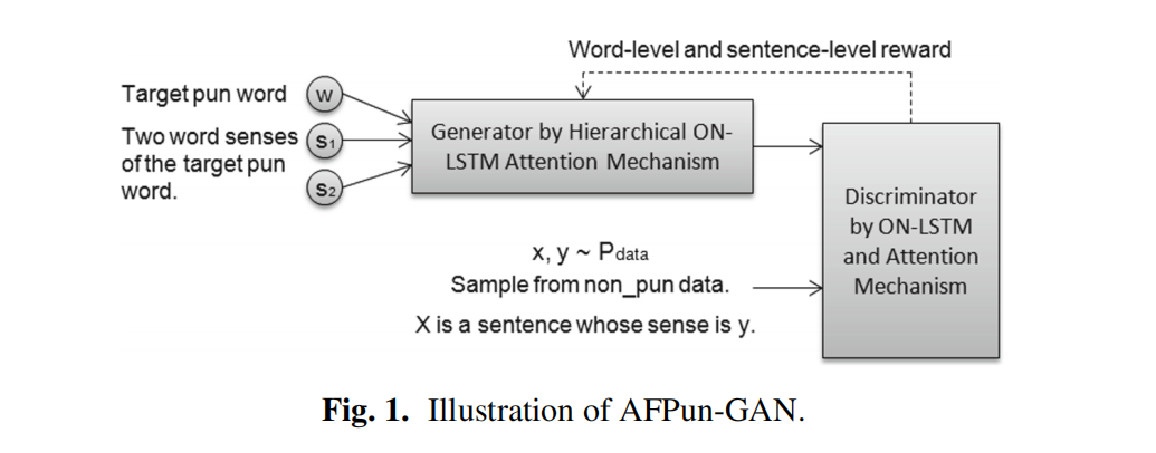 Word-level and sentence-level reward
Target pun word
W
Two word senses
of the target pun
word.
S1
S2
Generator by Hierarchical ON-
LSTM Attention Mechanism
Discriminator
by ON-LSTM
and Attention
Mechanism
x, y ~ Pdata
Sample from non_pun data.
X is a sentence whose sense is y.
Fig. 1. Illustration of AFPun-GAN.